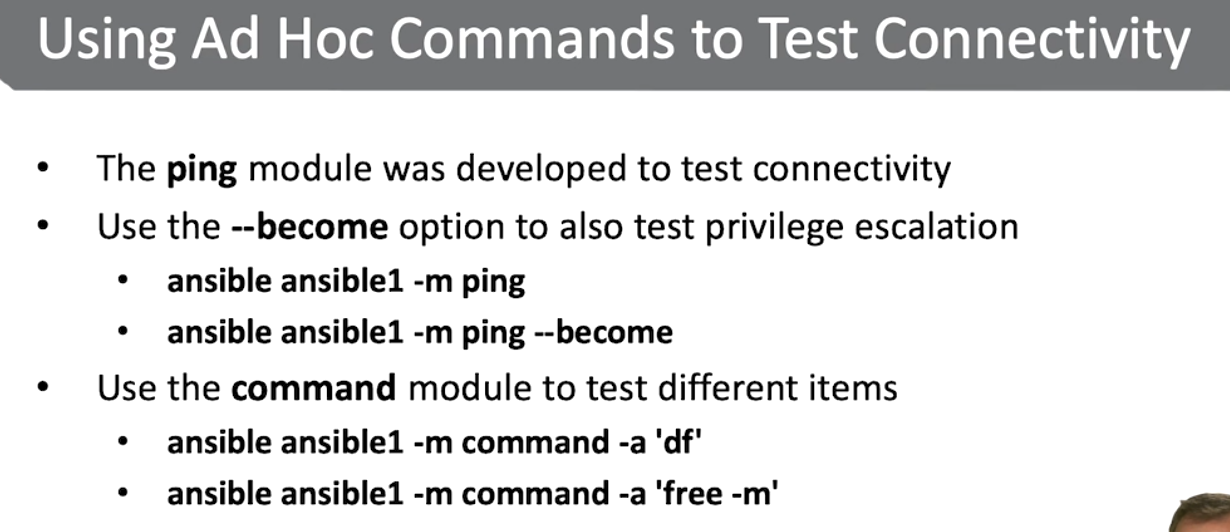 Using Ad Hoc Commands to Test Connectivity
• The ping module was developed to test connectivity
• Use the --become option to also test privilege escalation
• ansible ansible1 -m ping
• ansible ansible1 -m ping --become
• Use the command module to test different items
• ansible ansible1 -m command -a 'df'
• ansible ansible1 -m command -a 'free -m'